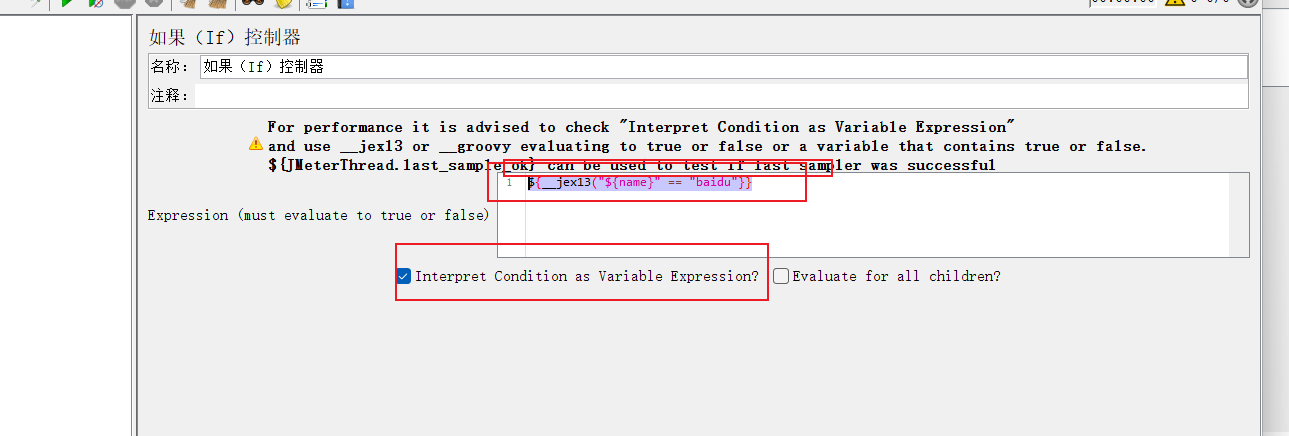 如果（If）控制器
名称： 如果（If）控制器
注释：
For performance it is advised to check "Interpret Condition as Variable Expression"
and use __jexl3 or __groovy evaluating to true or false or a variable that contains true or false.
${JMeterThread.last_sample_ok} can be used to test if last sampler was successful
1 ${__jexl3("${name}" == "baidu"}}
Expression (must evaluate to true or false)
Interpret Condition as Variable Expression? Evaluate for all children?